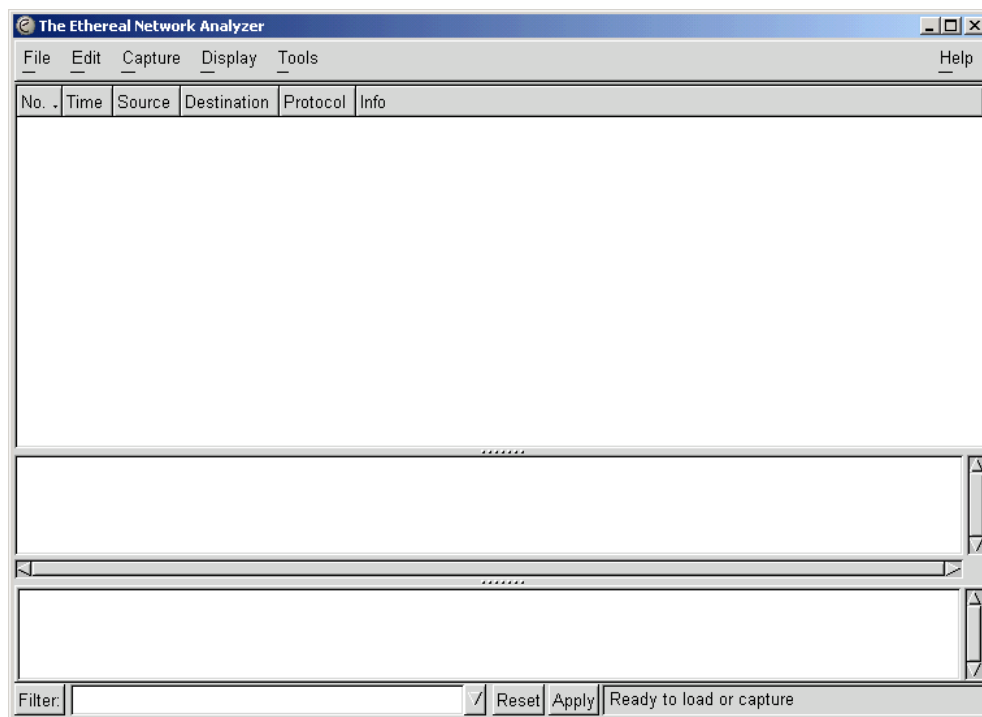 The Ethereal Network Analyzer
File Edit Capture Display Tools Help
No. Time Source Destination Protocol Info
Filter: Reset Apply Ready to load or capture